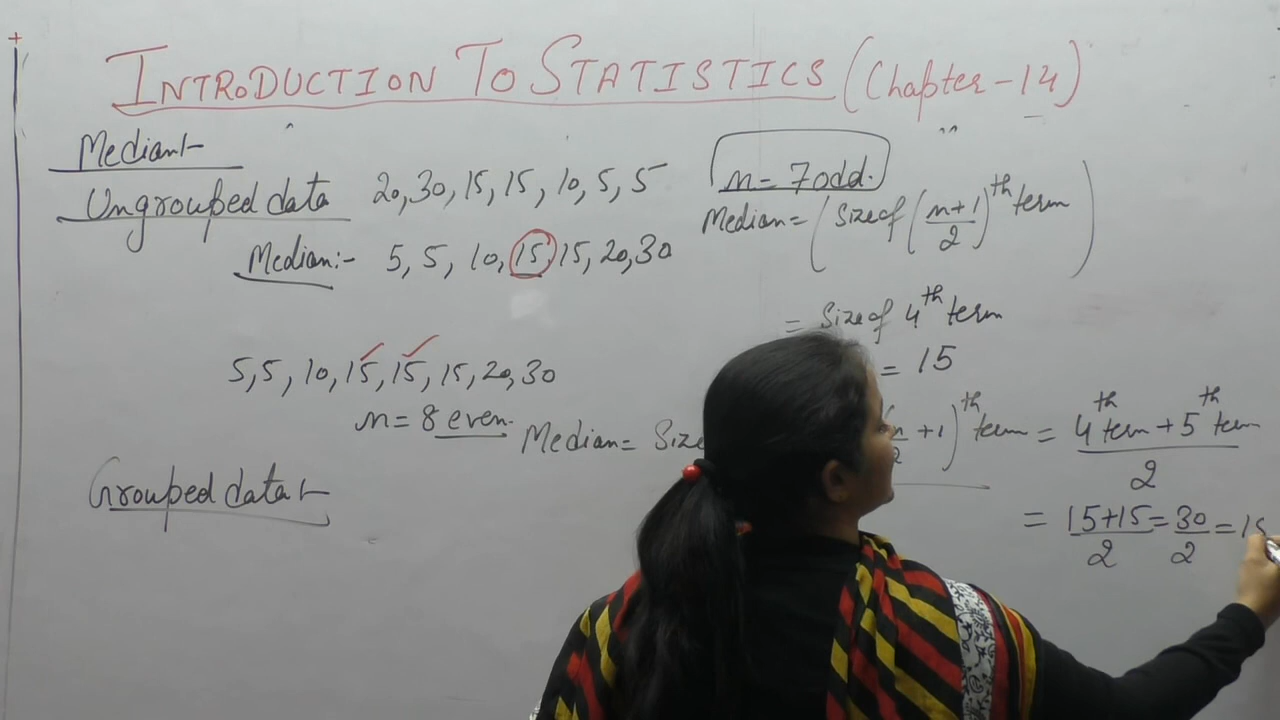 INTRODUCTION TO STATISTICS (Chapter-14)
Median:-
Ungrouped data 20, 30, 15, 15, 10, 5, 5
n = 7 odd.
Median = (Size of (n+1/2)th term)
Median:- 5, 5, 10, 15, 15, 20, 30
= Size of 4th term
= 15
5, 5, 10, 15, 15, 15, 20, 30
n = 8 even.
Median = Size +1)th term = 4th term + 5th term
2
= 15+15/2 = 30/2 = 15
Grouped data:-